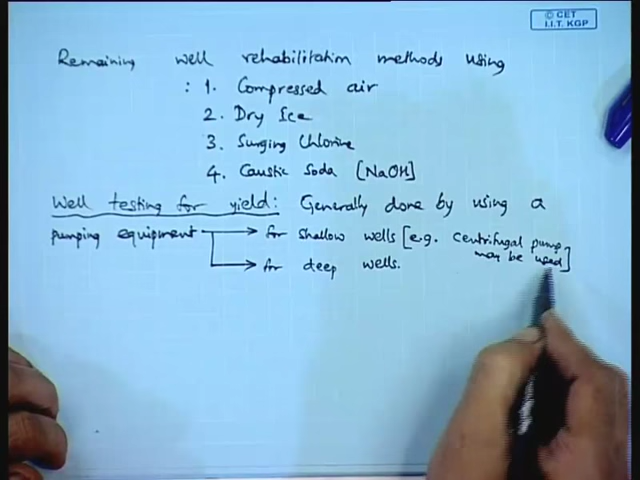 © CET
I.I.T. KGP
Remaining well rehabilitation methods using
: 1. Compressed air
2. Dry Ice
3. Surging Chlorine
4. Caustic Soda [NaOH]
Well testing for yield: Generally done by using a
pumping equipment → for shallow wells [e.g. centrifugal pump
may be used]
→ for deep wells.